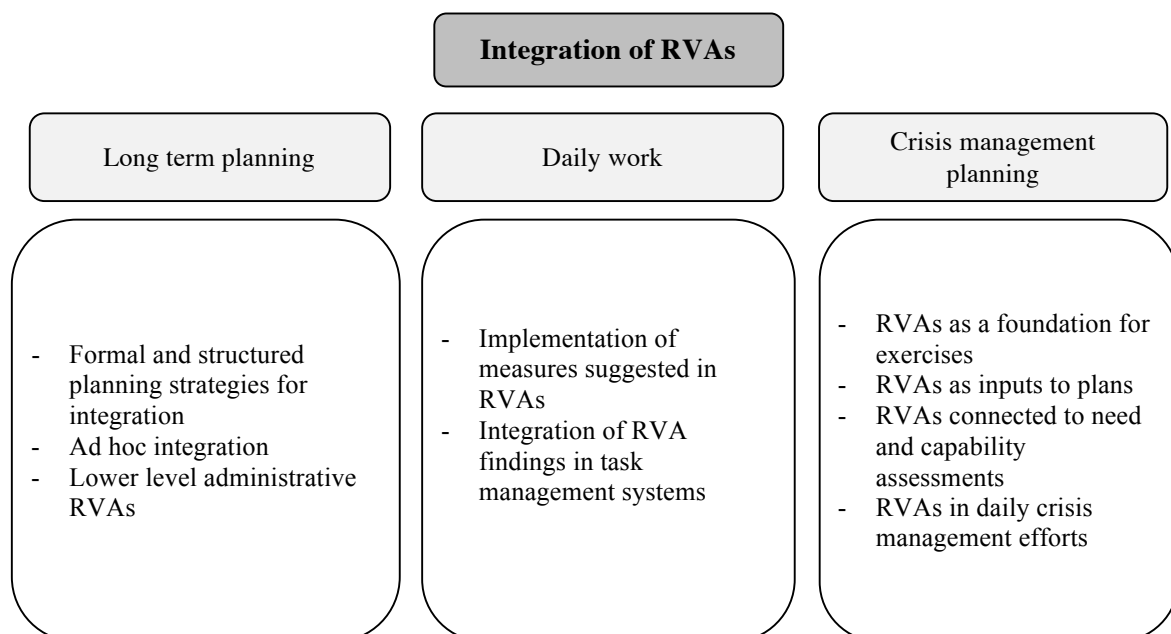 Integration of RVAs
Long term planning
Daily work
Crisis management
planning
- Formal and structured
planning strategies for
integration
- Ad hoc integration
- Lower level administrative
RVAs
- Implementation of
measures suggested in
RVAs
- Integration of RVA
findings in task
management systems
- RVAs as a foundation for
exercises
- RVAs as inputs to plans
- RVAs connected to need
and capability
assessments
- RVAs in daily crisis
management efforts